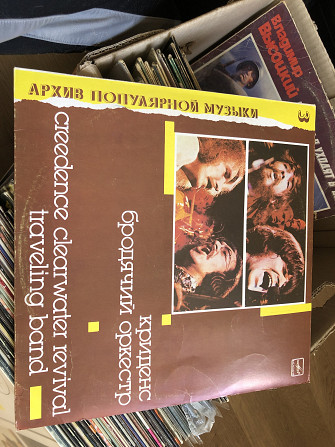 АРХИВ ПОПУЛЯРНОЙ МУЗЫКИ 3
creedence clearwater revival
traveling band
криденс
бродячий оркестр
Владимир
Высоцкий